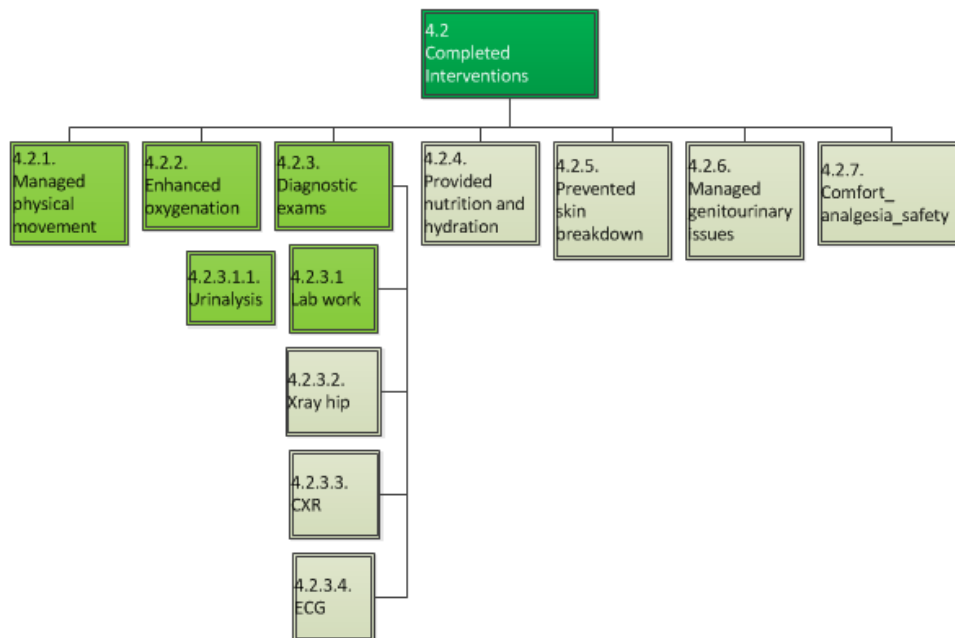 4.2
Completed
Interventions
4.2.1.
Managed
physical
movement
4.2.2.
Enhanced
oxygenation
4.2.3.
Diagnostic
exams
4.2.4.
Provided
nutrition and
hydration
4.2.5.
Prevented
skin
breakdown
4.2.6.
Managed
genitourinary
issues
4.2.7.
Comfort_
analgesia_safety
4.2.3.1.1.
Urinalysis
4.2.3.1
Lab work
4.2.3.2.
Xray hip
4.2.3.3.
CXR
4.2.3.4.
ECG